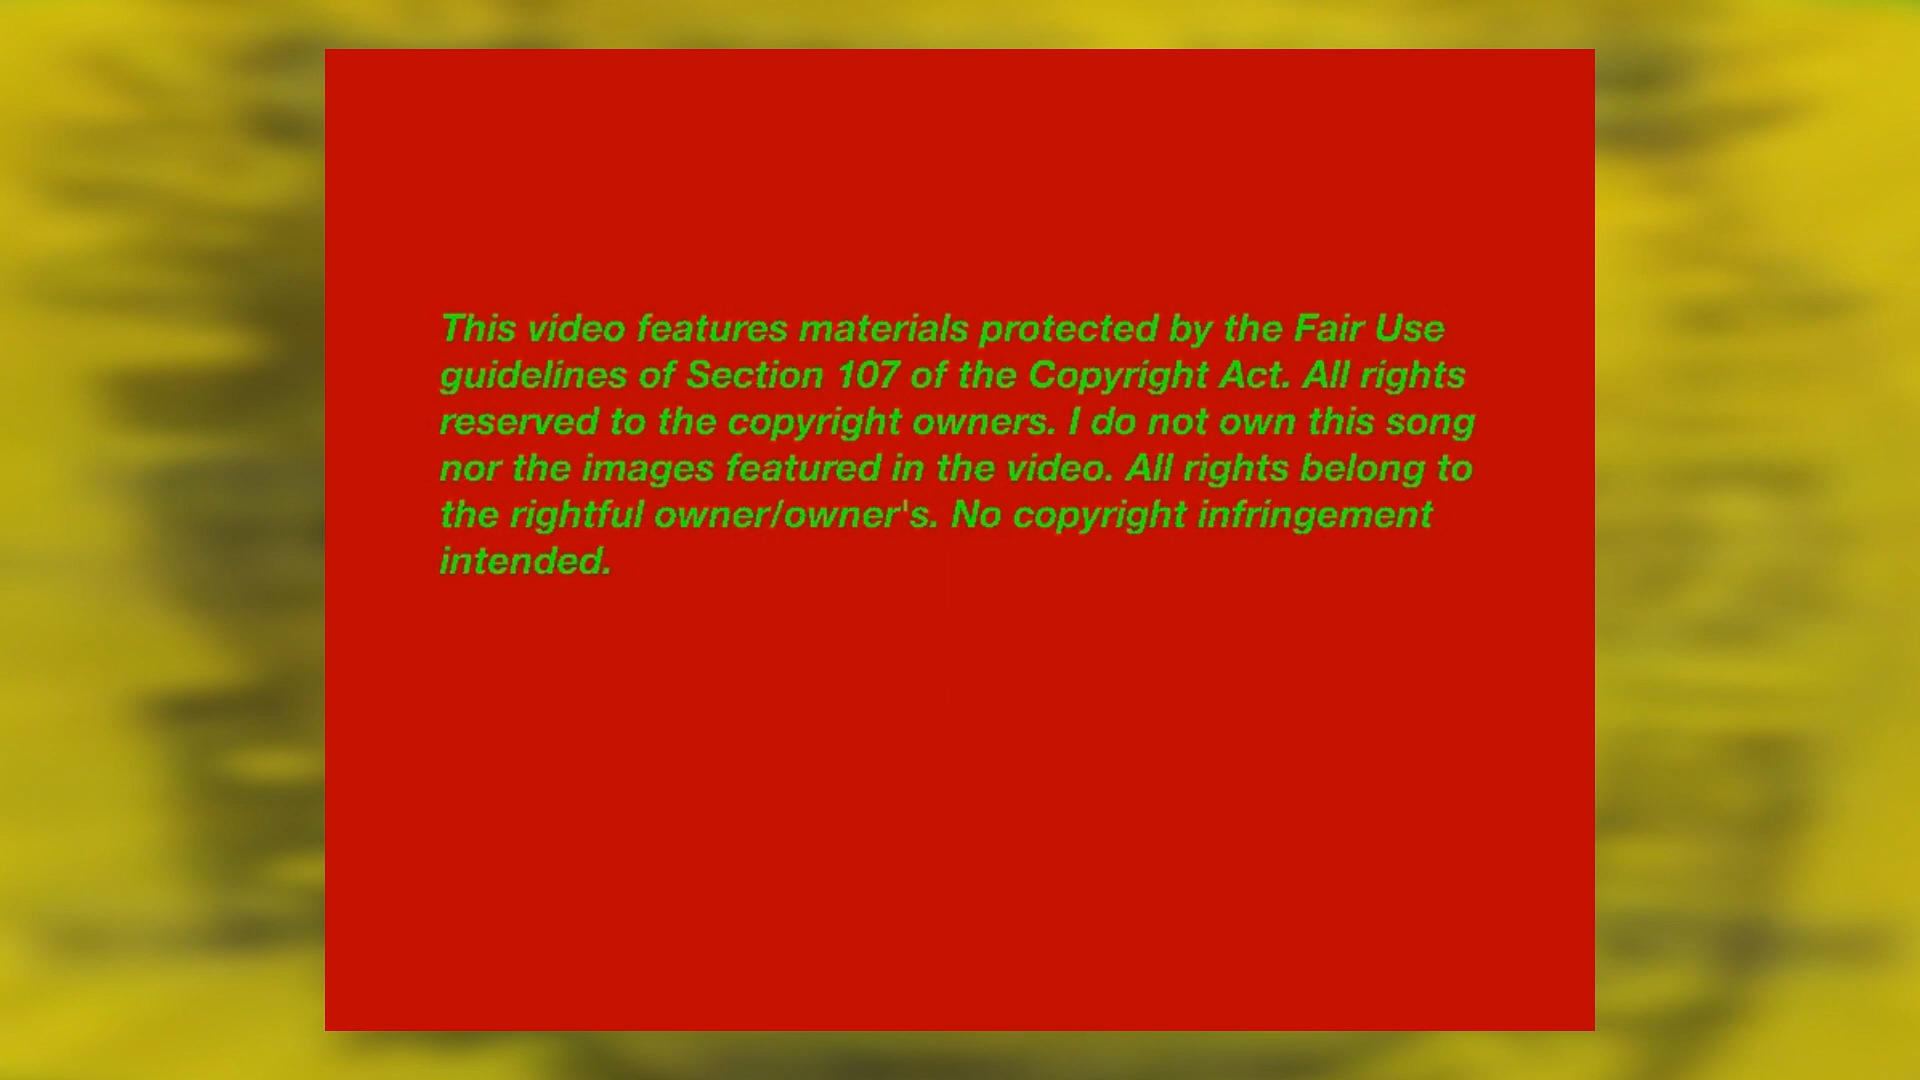 This video features materials protected by the Fair Use
guidelines of Section 107 of the Copyright Act. All rights
reserved to the copyright owners. I do not own this song
nor the images featured in the video. All rights belong to
the rightful owner/owner's. No copyright infringement
intended.